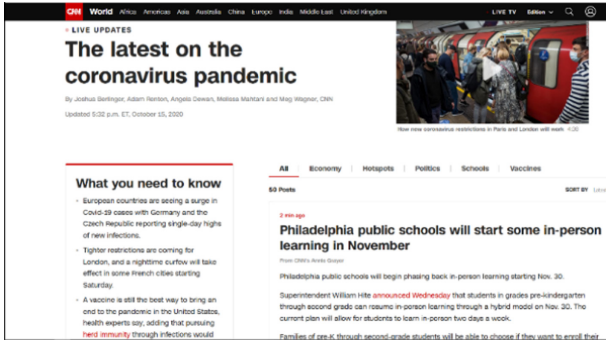 CNN World Africa Americas Asia Australia China Europe India Middle East United Kingdom LIVE TV Edition
LIVE UPDATES
The latest on the
coronavirus pandemic
By Joshua Berlinger, Adam Renton, Angela Dewan, Melissa Mahtani and Meg Wagner, CNN
Updated 5:32 p.m. ET, October 15, 2020
How new coronavirus restrictions in Paris and London will work 4:20
What you need to know
• European countries are seeing a surge in
Covid-19 cases with Germany and the
Czech Republic reporting single-day highs
of new infections.
• Tighter restrictions are coming for
London, and a nighttime curfew will take
effect in some French cities starting
Saturday.
• A vaccine is still the best way to bring an
end to the pandemic in the United States,
health experts say, adding that pursuing
herd immunity through infections would
All Economy Hotspots Politics Schools Vaccines
53 Posts SORT BY
2 min ago
Philadelphia public schools will start some in-person
learning in November
From CNN's
Philadelphia public schools will begin phasing back in-person learning starting Nov. 30.
Superintendent William Hite announced Wednesday that students in grades pre-kindergarten
through second grade can resume in-person learning through a hybrid model on Nov. 30. The
current plan will allow for students to learn in-person two days a week.
Families of pre-K through second-grade students will be able to choose if they want to enroll their